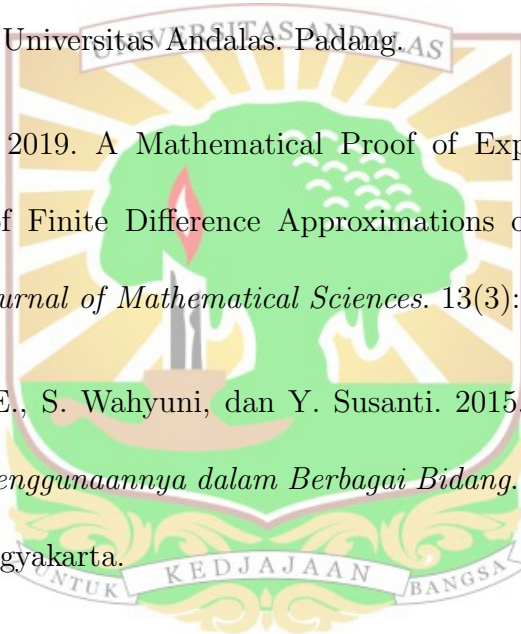 UNIVERSITAS ANDALAS
Universitas Andalas. Padang.
2019. A Mathematical Proof of Exp
of Finite Difference Approximations o
urnal of Mathematical Sciences. 13(3):
E., S. Wahyuni, dan Y. Susanti. 2015.
enggunaannya dalam Berbagai Bidang.
gyakarta.
UNTUK KEDJAJAAN BANGSA